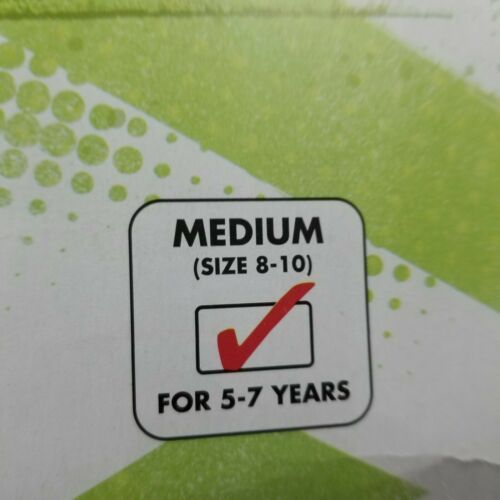 MEDIUM
(SIZE 8-10)
FOR 5-7 YEARS